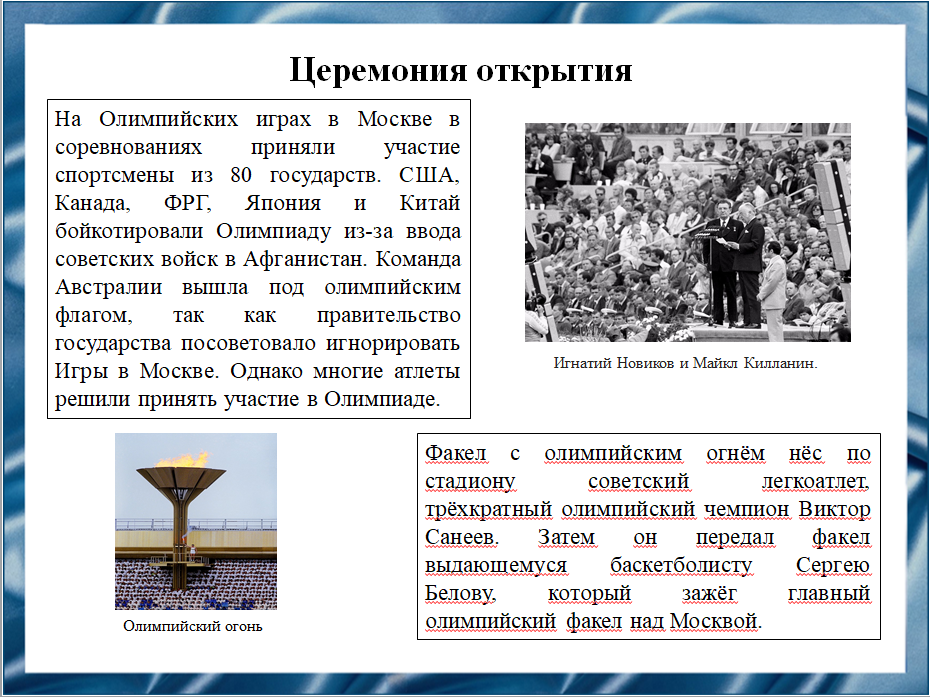 Церемония открытия
На Олимпийских играх в Москве в
соревнованиях приняли участие
спортсмены из 80 государств. США,
Канада, ФРГ, Япония и Китай
бойкотировали Олимпиаду из-за ввода
советских войск в Афганистан. Команда
Австралии вышла под олимпийским
флагом, так как правительство
государства посоветовало игнорировать
Игры в Москве. Однако многие атлеты
решили принять участие в Олимпиаде.
Игнатий Новиков и Майкл Килланин.
Факел с олимпийским огнём нёс по
стадиону советский легкоатлет,
трёхкратный олимпийский чемпион Виктор
Санеев. Затем он передал факел
выдающемуся баскетболисту Сергею
Белову, который зажёг главный
олимпийский факел над Москвой.
Олимпийский огонь